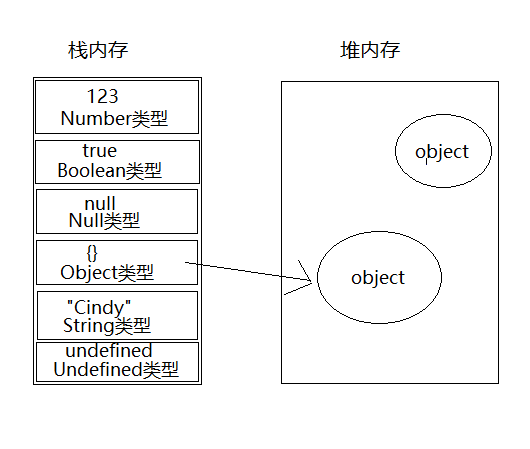 栈内存
123
Number类型
true
Boolean类型
null
Null类型
{}
Object类型
"Cindy"
String类型
undefined
Undefined类型
堆内存
object
object